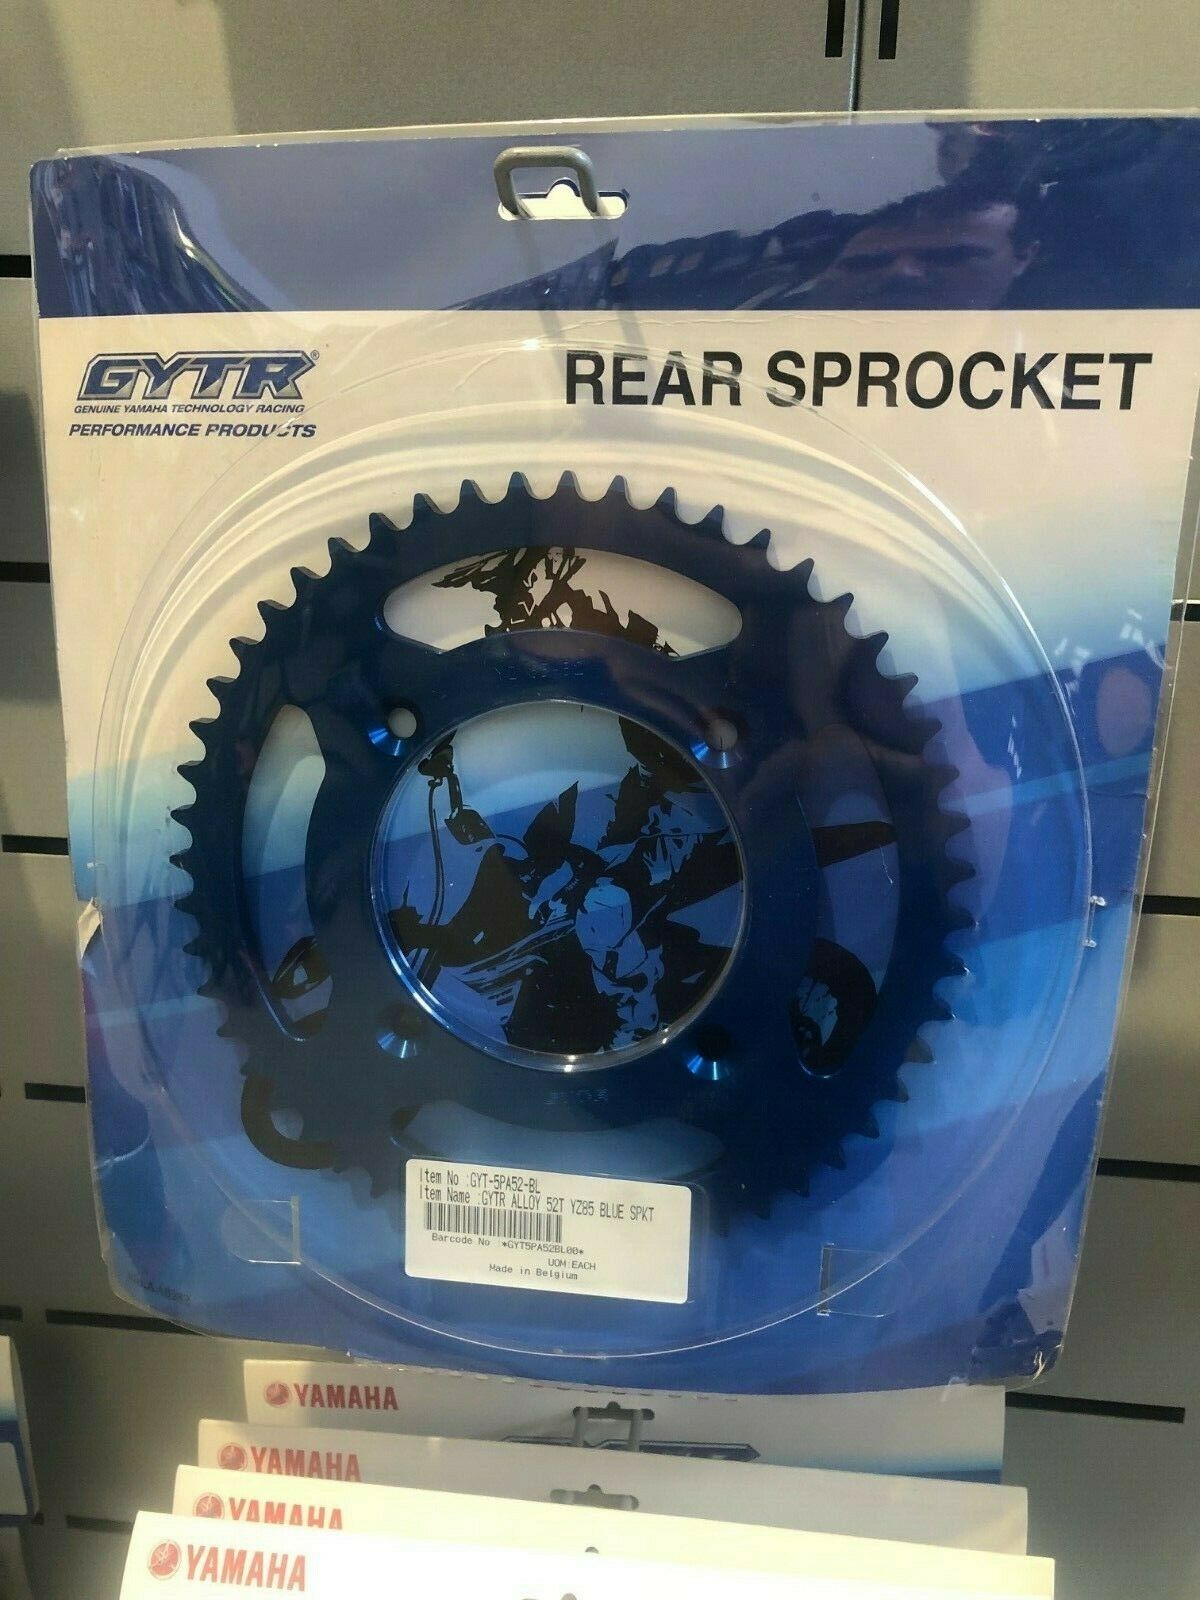 GYTR®
GENUINE YAMAHA TECHNOLOGY RACING
PERFORMANCE PRODUCTS
REAR SPROCKET
Item No :GYT-5PA52-BL
Item Name :GYTR ALLOY 52T YZ85 BLUE SPKT
Barcode No :*GYT5PA52BL00*
UOM:EACH
Made in Belgium
YAMAHA
YAMAHA
YAMAHA
YAMAHA